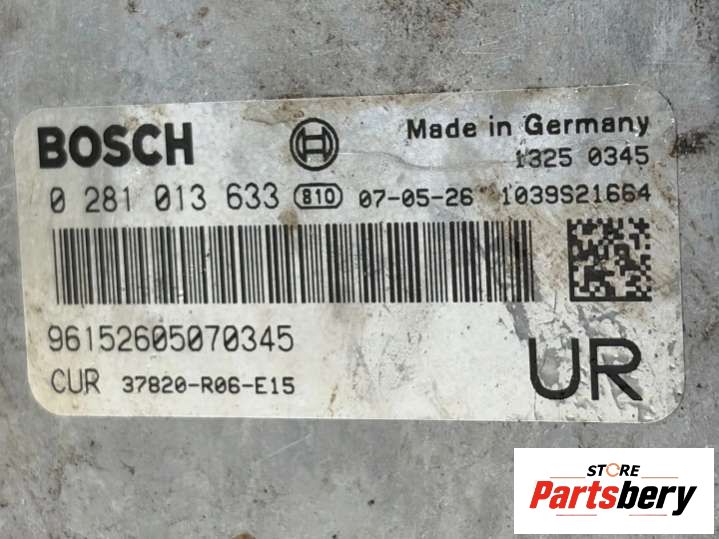 BOSCH
Made in Germany
1325 0345
0 281 013 633 810 07-05-26 1039S21664
96152605070345
CUR 37820-R06-E15
UR
STORE
Partsbery